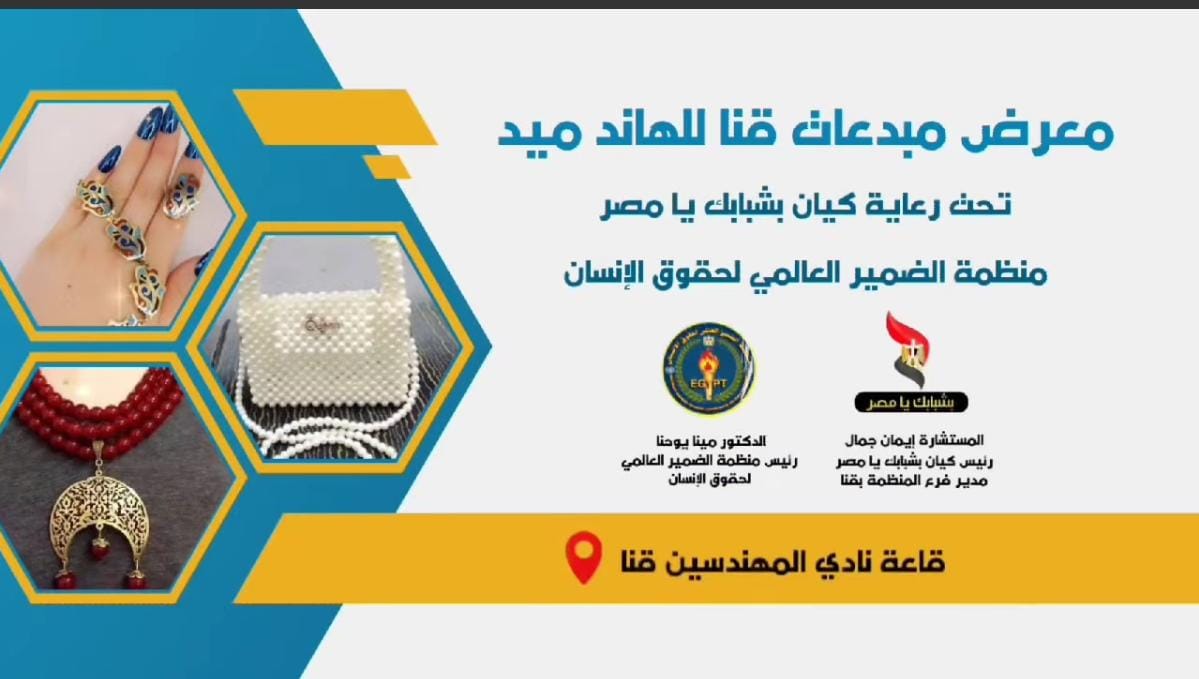 معرض مبدعات قنا للهاند ميد
تحت رعاية كيان بشبابك يا مصر
منظمة الضمير العالمي لحقوق الإنسان
EGYPT
بشبابك يا مصر
المستشارة إيمان جمال
رئيس كيان بشبابك يا مصر
مدير فرع المنظمة بقنا
الدكتور مينا يوحنا
رئيس منظمة الضمير العالمي
لحقوق الإنسان
قاعة نادي المهندسين قنا